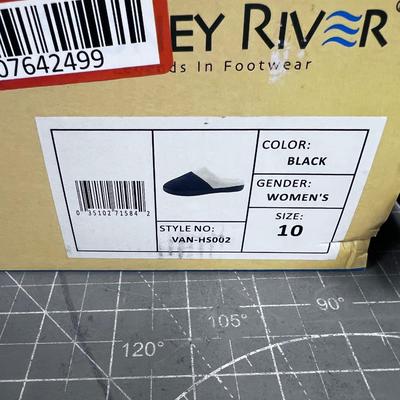 07642499
EY RIVER®
ds In Footwear
0 35102 71584 2
STYLE NO:
VAN-HS002
COLOR:
BLACK
GENDER:
WOMEN'S
SIZE:
10
120°
105°
90°